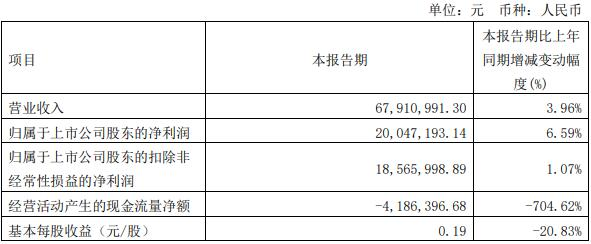 单位：元 币种：人民币
项目 本报告期 本报告期比上年同期增减变动幅度(%)
营业收入 67,910,991.30 3.96%
归属于上市公司股东的净利润 20,047,193.14 6.59%
归属于上市公司股东的扣除非经常性损益的净利润 18,565,998.89 1.07%
经营活动产生的现金流量净额 -4,186,396.68 -704.62%
基本每股收益（元/股） 0.19 -20.83%